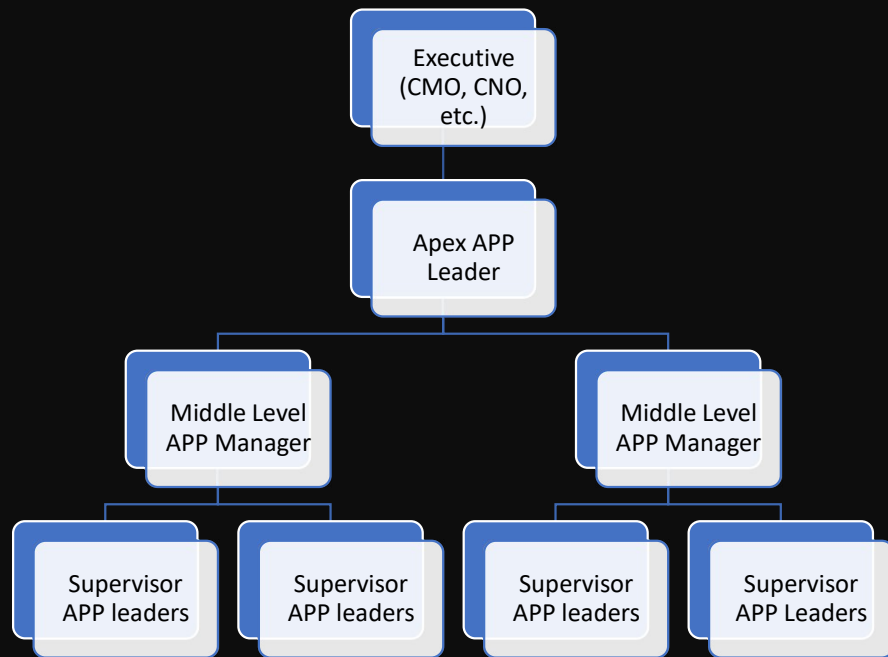 Executive
(CMO, CNO,
etc.)
Apex APP
Leader
Middle Level
APP Manager
Middle Level
APP Manager
Supervisor
APP leaders
Supervisor
APP leaders
Supervisor
APP leaders
Supervisor
APP Leaders